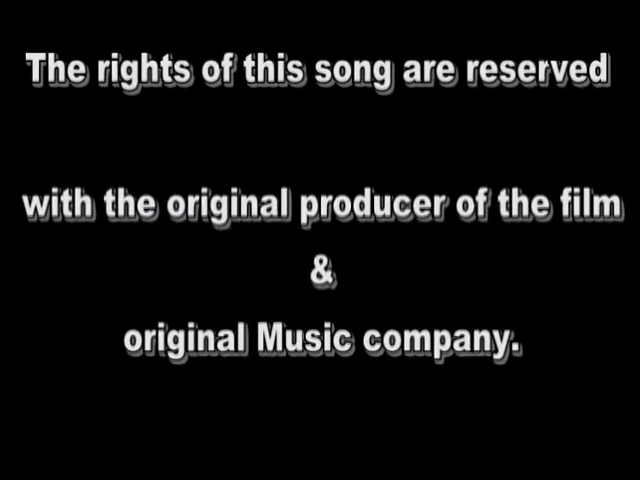 The rights of this song are reserved
with the original producer of the film
&
original Music company.